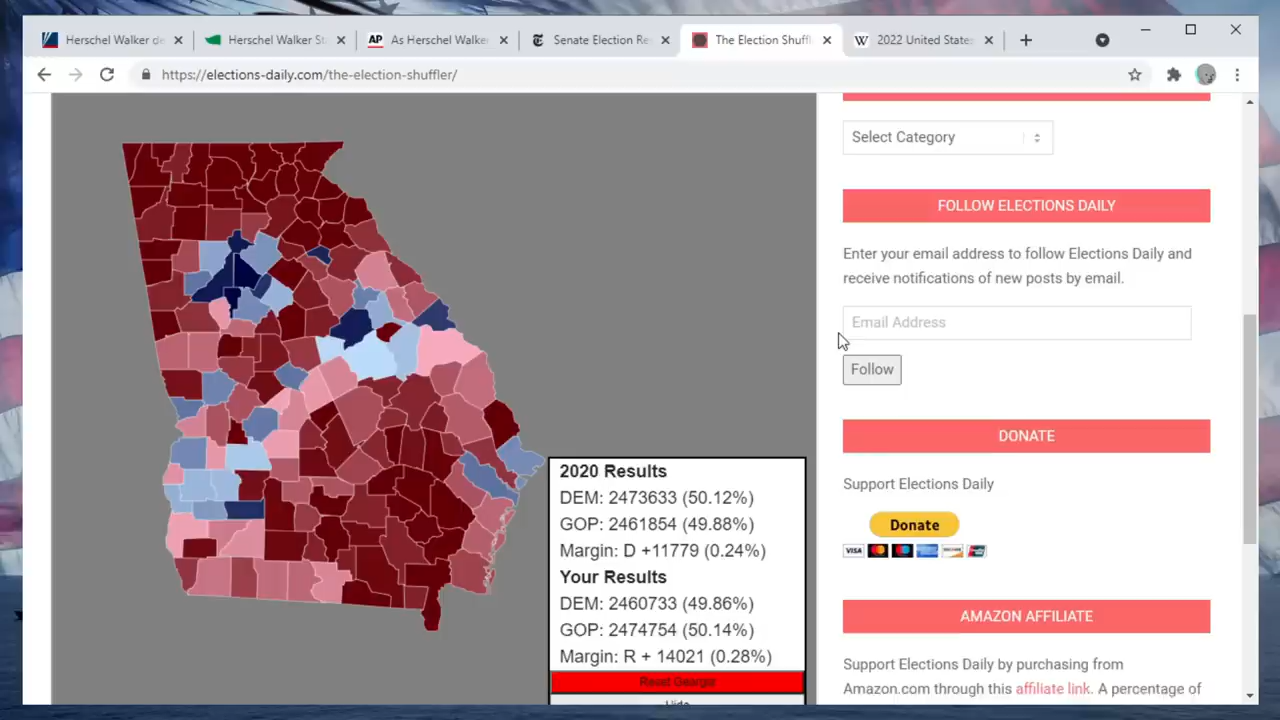 Herschel Walker de
Herschel Walker St
As Herschel Walke
Senate Election Re
The Election Shuffl
2022 United States
https://elections-daily.com/the-election-shuffler/
Select Category
FOLLOW ELECTIONS DAILY
Enter your email address to follow Elections Daily and
receive notifications of new posts by email.
Email Address
Follow
DONATE
Support Elections Daily
Donate
VISA
AMAZON AFFILIATE
Support Elections Daily by purchasing from
Amazon.com through this affiliate link. A percentage of
2020 Results
DEM: 2473633 (50.12%)
GOP: 2461854 (49.88%)
Margin: D +11779 (0.24%)
Your Results
DEM: 2460733 (49.86%)
GOP: 2474754 (50.14%)
Margin: R + 14021 (0.28%)
Reset Georgia
Hide